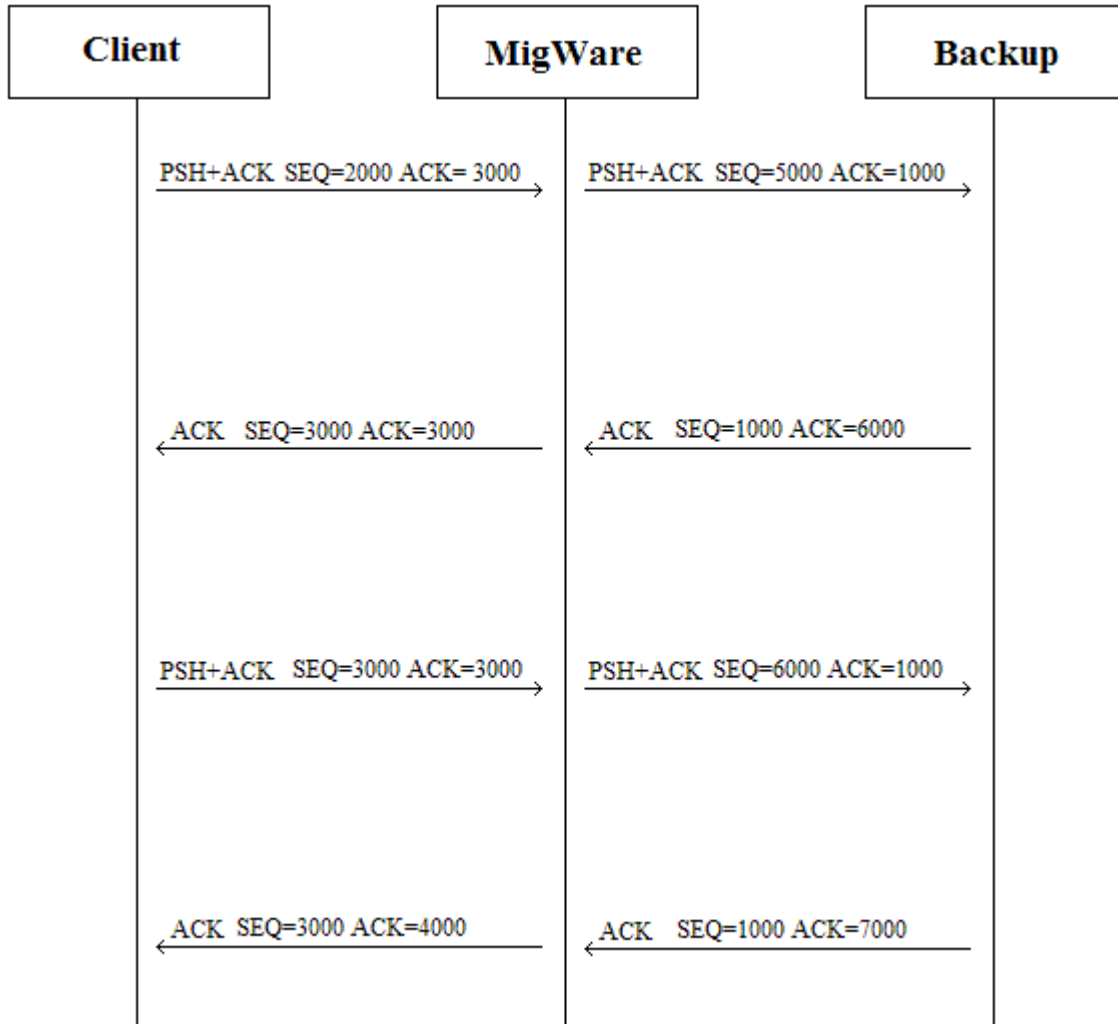 Client
MigWare
Backup
PSH+ACK SEQ=2000 ACK= 3000
PSH+ACK SEQ=5000 ACK=1000
ACK SEQ=3000 ACK=3000
ACK SEQ=1000 ACK=6000
PSH+ACK SEQ=3000 ACK=3000
PSH+ACK SEQ=6000 ACK=1000
ACK SEQ=3000 ACK=4000
ACK SEQ=1000 ACK=7000